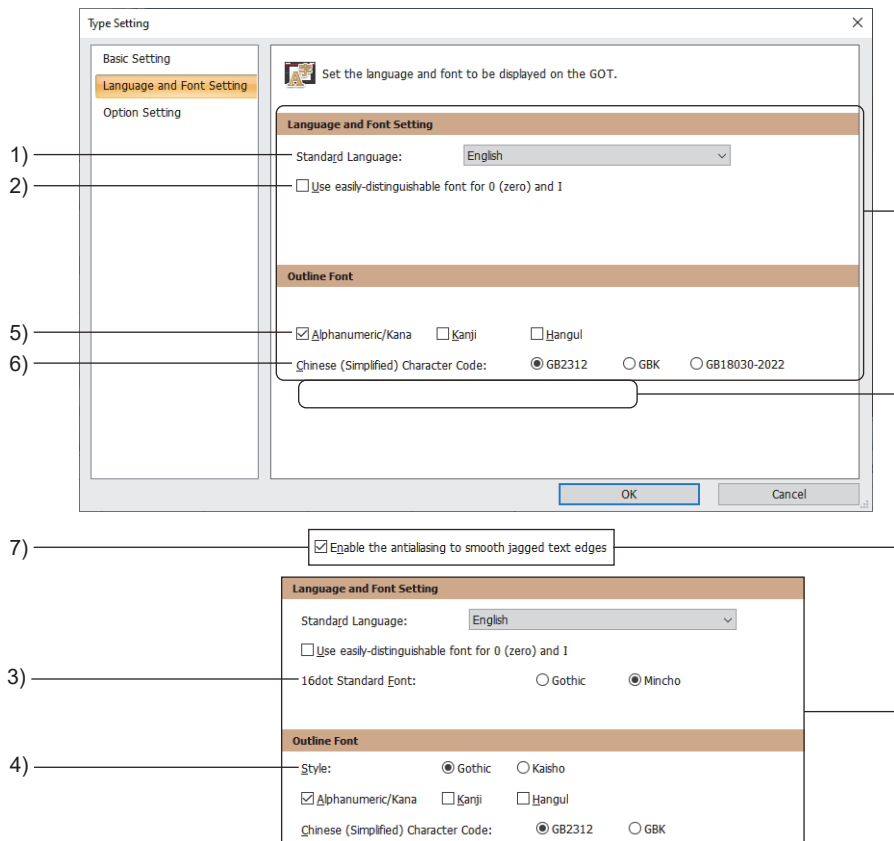 Type Setting
Basic Setting
Language and Font Setting
Option Setting
Set the language and font to be displayed on the GOT.
Language and Font Setting
1) Standard Language: English
2) Use easily-distinguishable font for 0 (zero) and I
Outline Font
5) Alphanumeric/Kana Kanji Hangul
6) Chinese (Simplified) Character Code: GB2312 GBK GB18030-2022
OK Cancel
7) Enable the antialiasing to smooth jagged text edges
Language and Font Setting
Standard Language: English
Use easily-distinguishable font for 0 (zero) and I
3) 16dot Standard Font: Gothic Mincho
Outline Font
4) Style: Gothic Kaisho
Alphanumeric/Kana Kanji Hangul
Chinese (Simplified) Character Code: GB2312 GBK